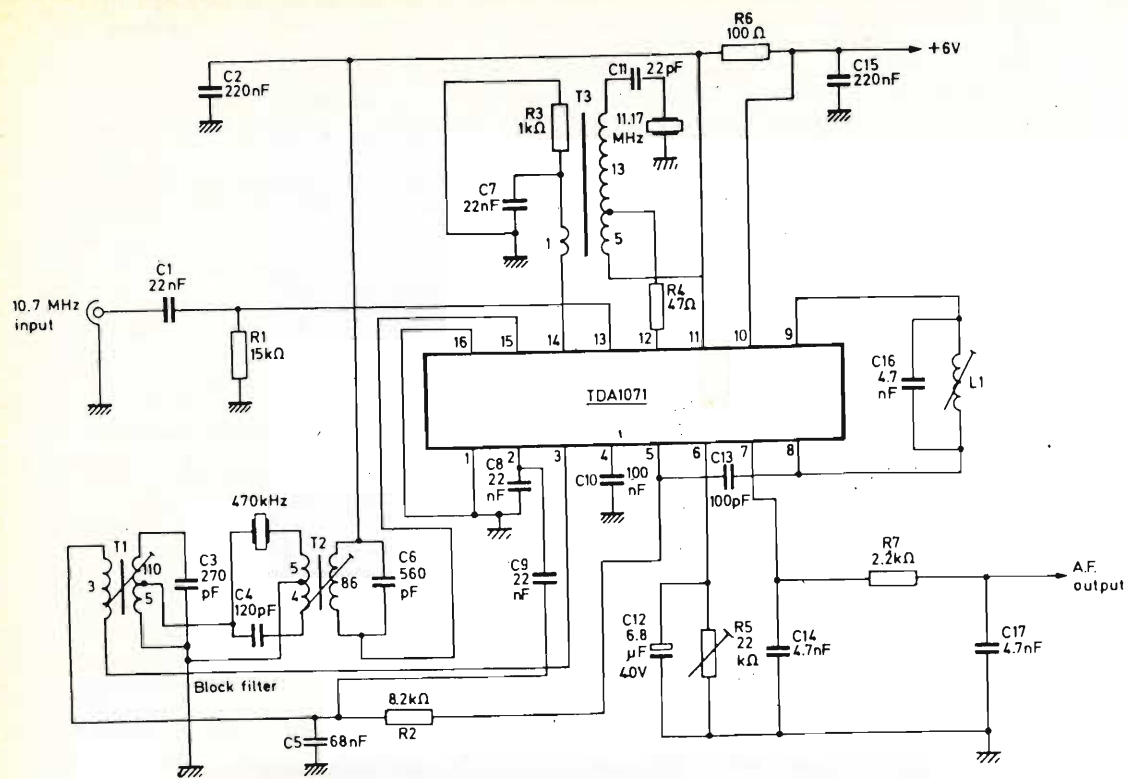 R6
100 Ω
+6V
C2
220nF
C11
22pF
C15
220nF
T3
R3
1kΩ
11.17
MHz
13
C7
22nF
1
5
C1
22nF
10.7 MHz
input
R4
47Ω
R1
15kΩ
16
15
14
13
12
11
10
9
C16
4.7
nF
L1
TDA1071
1
2
3
4
5
6
7
8
C8
22
nF
C10
100
nF
C13
100pF
470kHz
T1
T2
3
110
5
C3
270
pF
C4
120pF
5
4
86
C6
560
pF
C9
22
nF
R7
2.2kΩ
A.F.
output
C12
6.8
µF
40V
R5
22
kΩ
C14
4.7nF
C17
4.7nF
Block filter
8.2kΩ
R2
C5
68nF